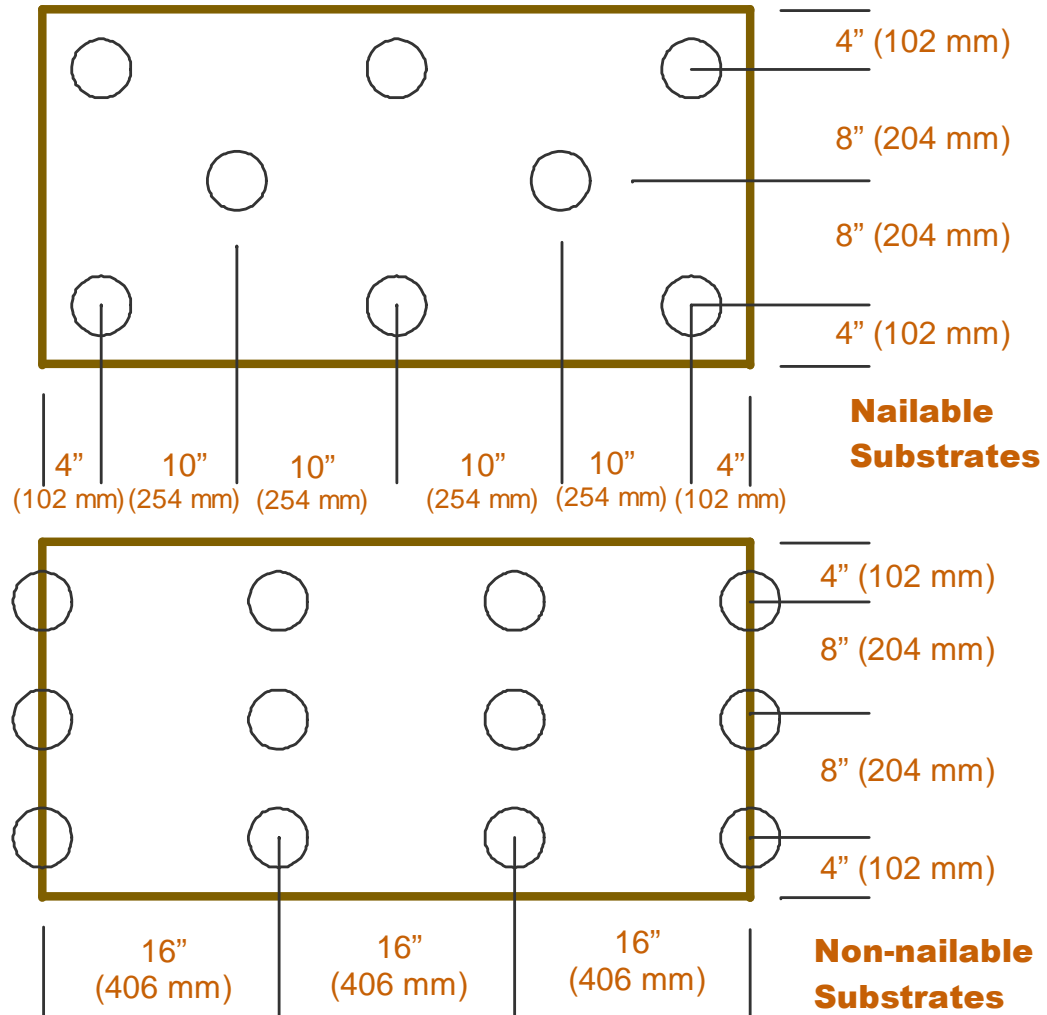 4” (102 mm)
8” (204 mm)
8” (204 mm)
4” (102 mm)
Nailable
Substrates
4” 10” 10” 10” 10” 4”
(102 mm) (254 mm) (254 mm) (254 mm) (254 mm) (102 mm)
4” (102 mm)
8” (204 mm)
8” (204 mm)
4” (102 mm)
16” 16” 16”
(406 mm) (406 mm) (406 mm)
Non-nailable
Substrates